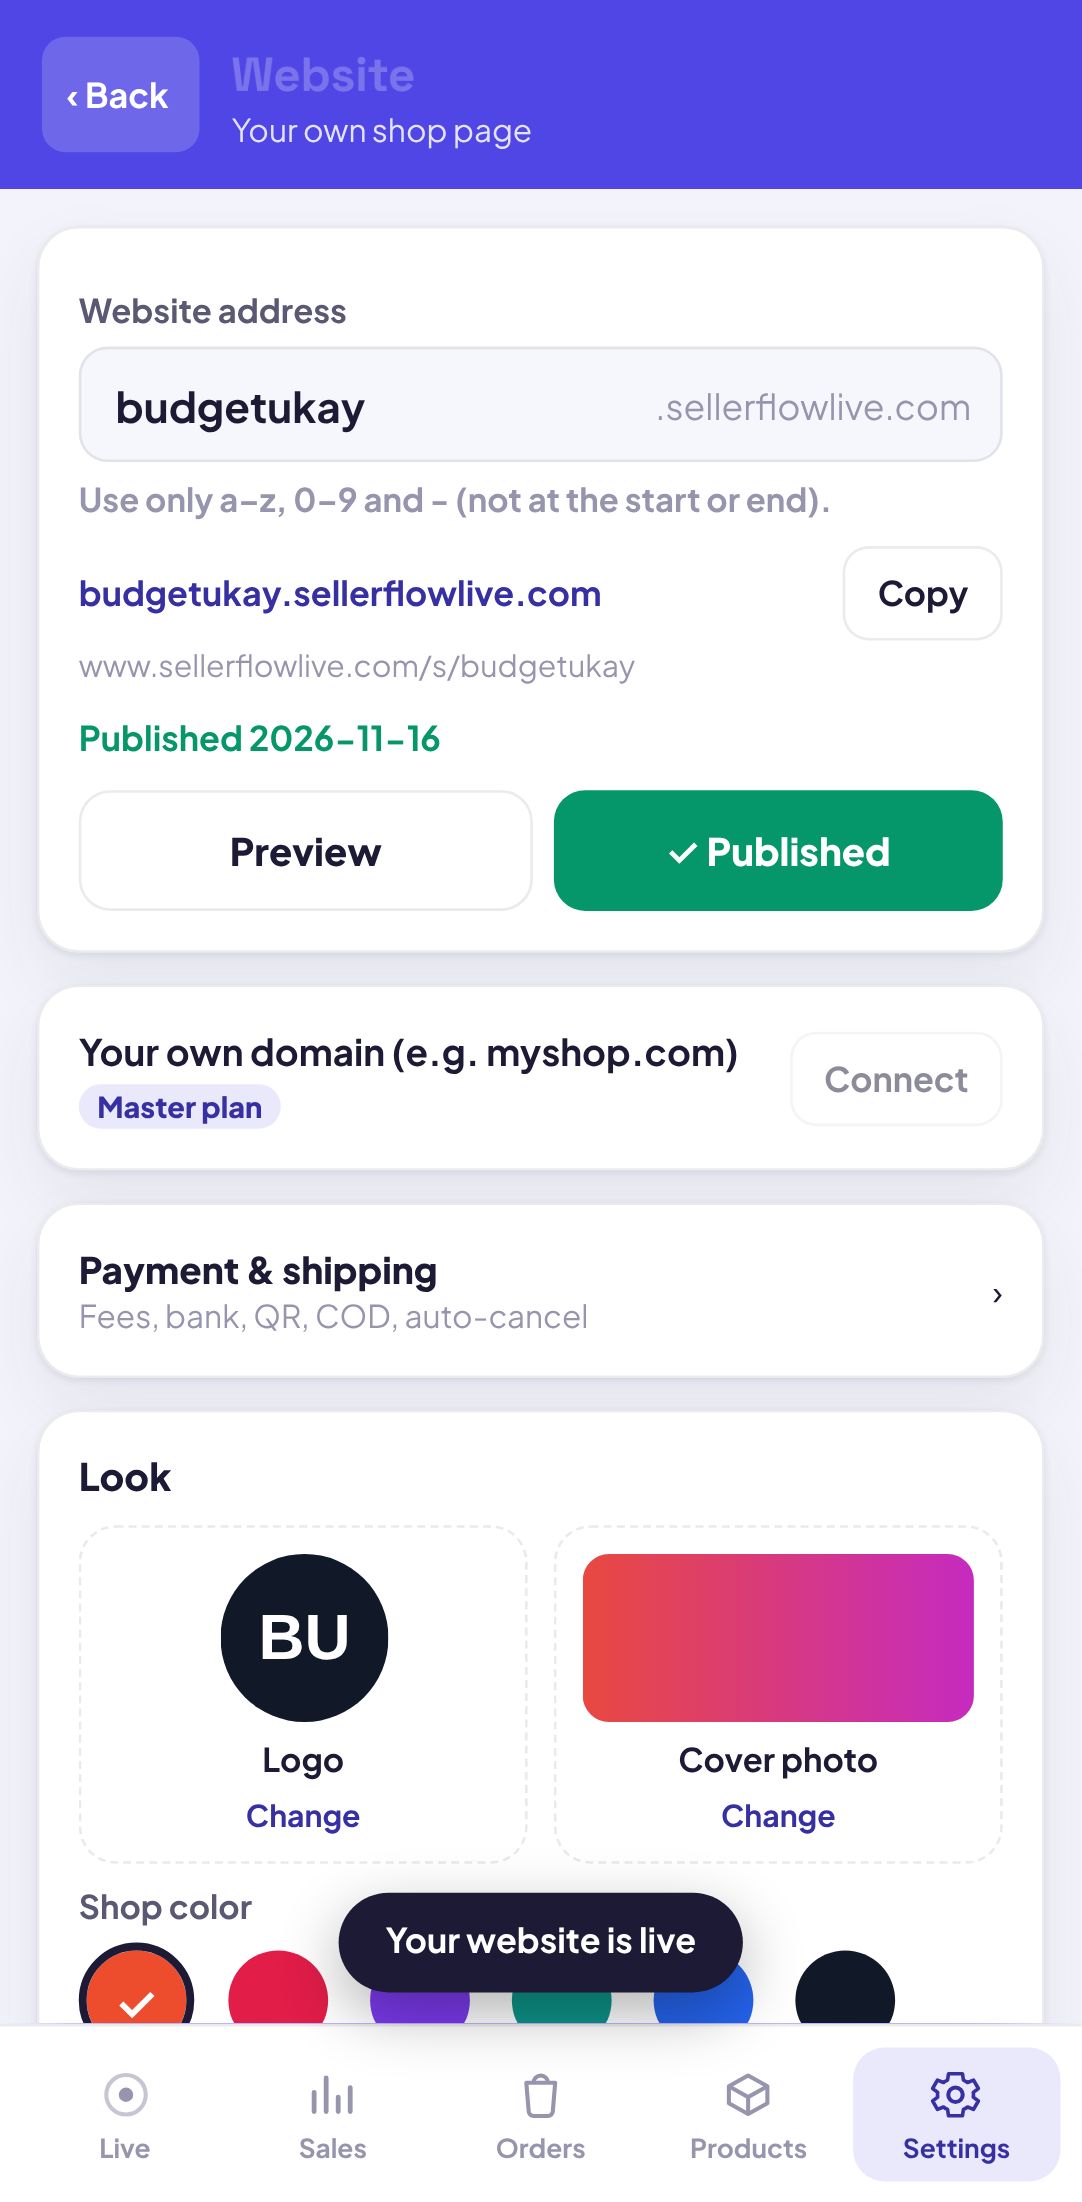 ‹ Back
Website
Your own shop page
Website address
budgetukay
.sellerflowlive.com
Use only a–z, 0–9 and - (not at the start or end).
budgetukay.sellerflowlive.com
Copy
www.sellerflowlive.com/s/budgetukay
Published 2026-11-16
Preview
✓ Published
Your own domain (e.g. myshop.com)
Master plan
Connect
Payment & shipping
Fees, bank, QR, COD, auto-cancel
›
Look
BU
Logo
Change
Cover photo
Change
Shop color
Your website is live
Live
Sales
Orders
Products
Settings